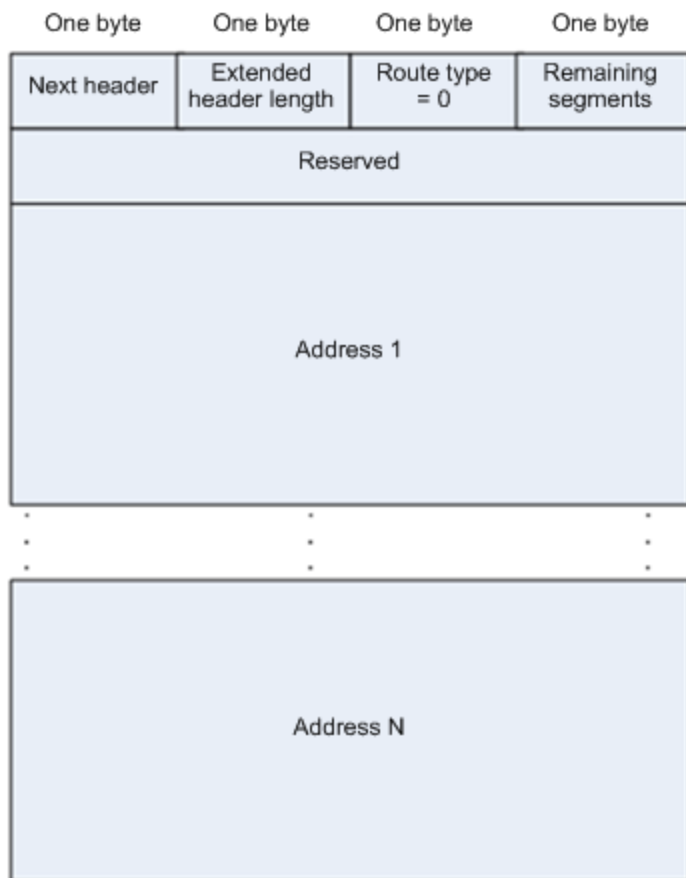 One byte One byte One byte One byte
Next header Extended header length Route type = 0 Remaining segments
Reserved
Address 1
Address N